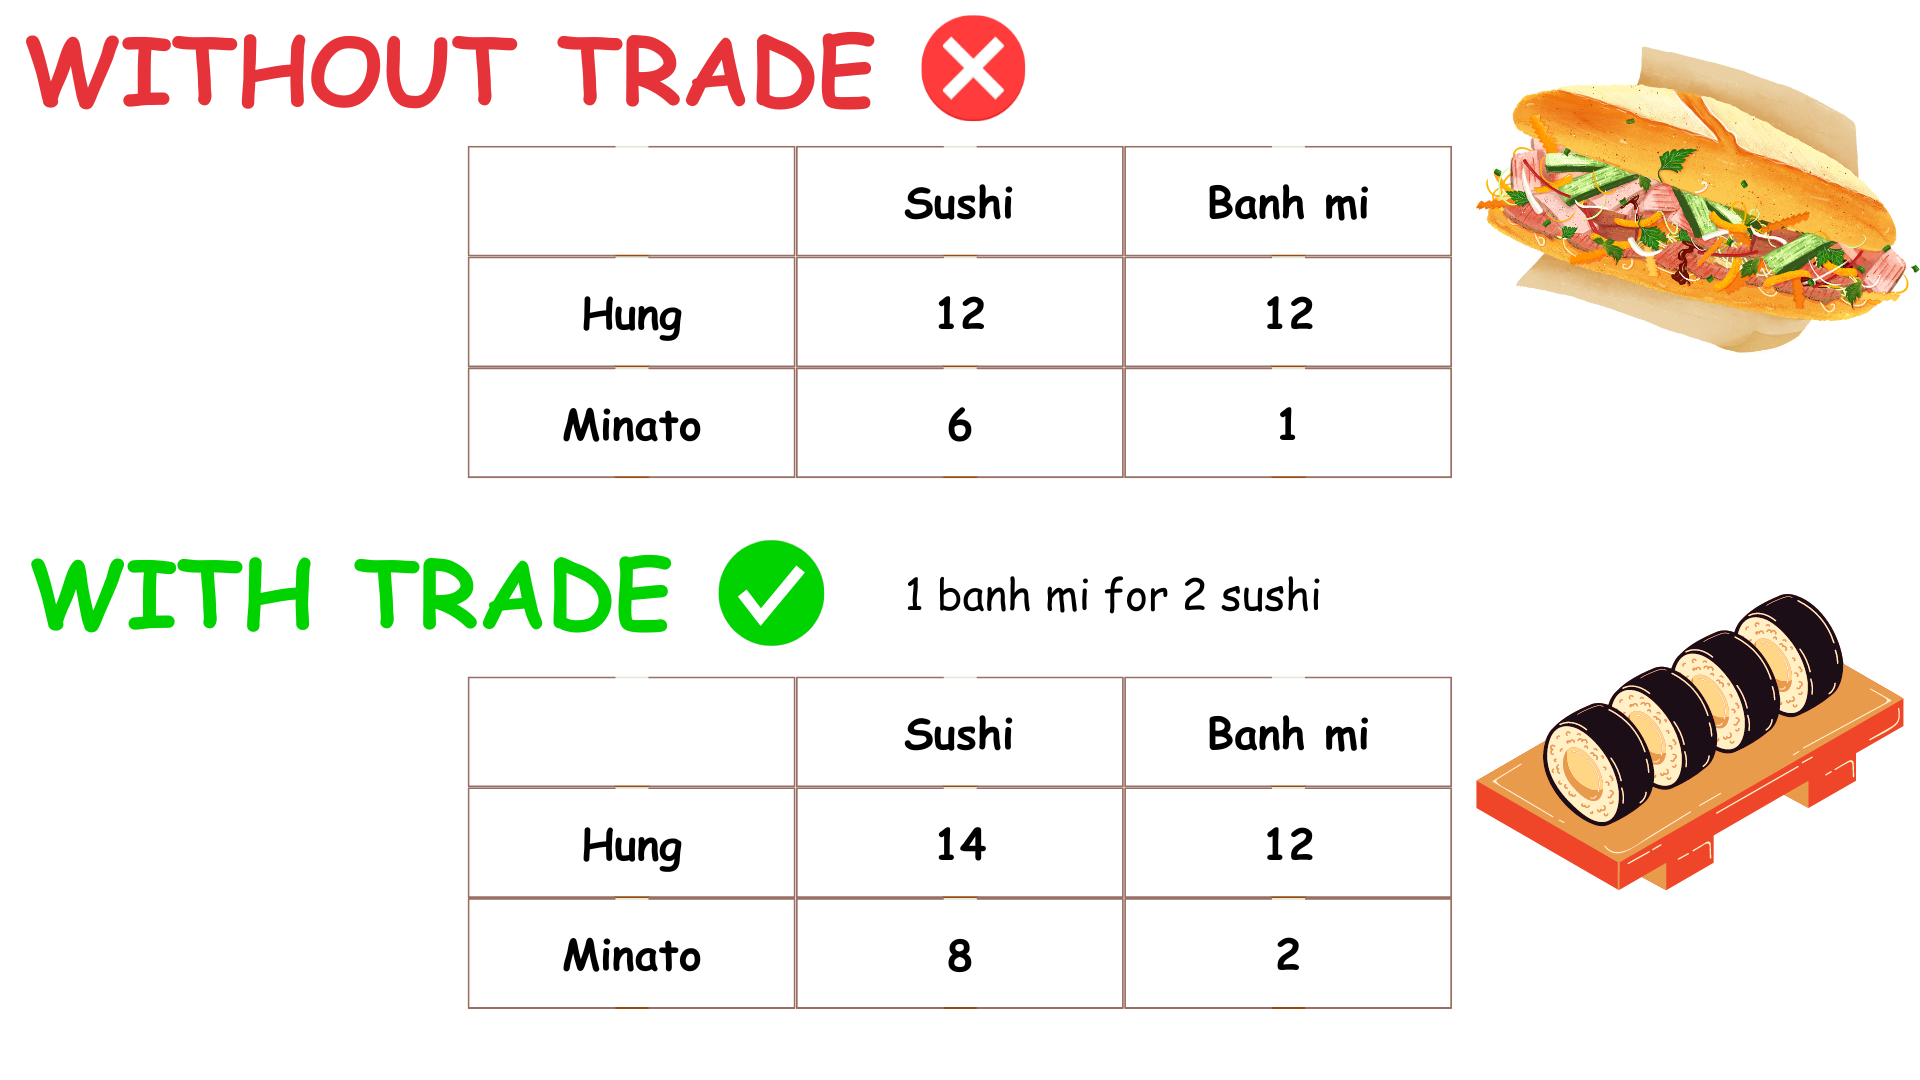 WITHOUT TRADE
Sushi Banh mi
Hung 12 12
Minato 6 1
WITH TRADE 1 banh mi for 2 sushi
Sushi Banh mi
Hung 14 12
Minato 8 2